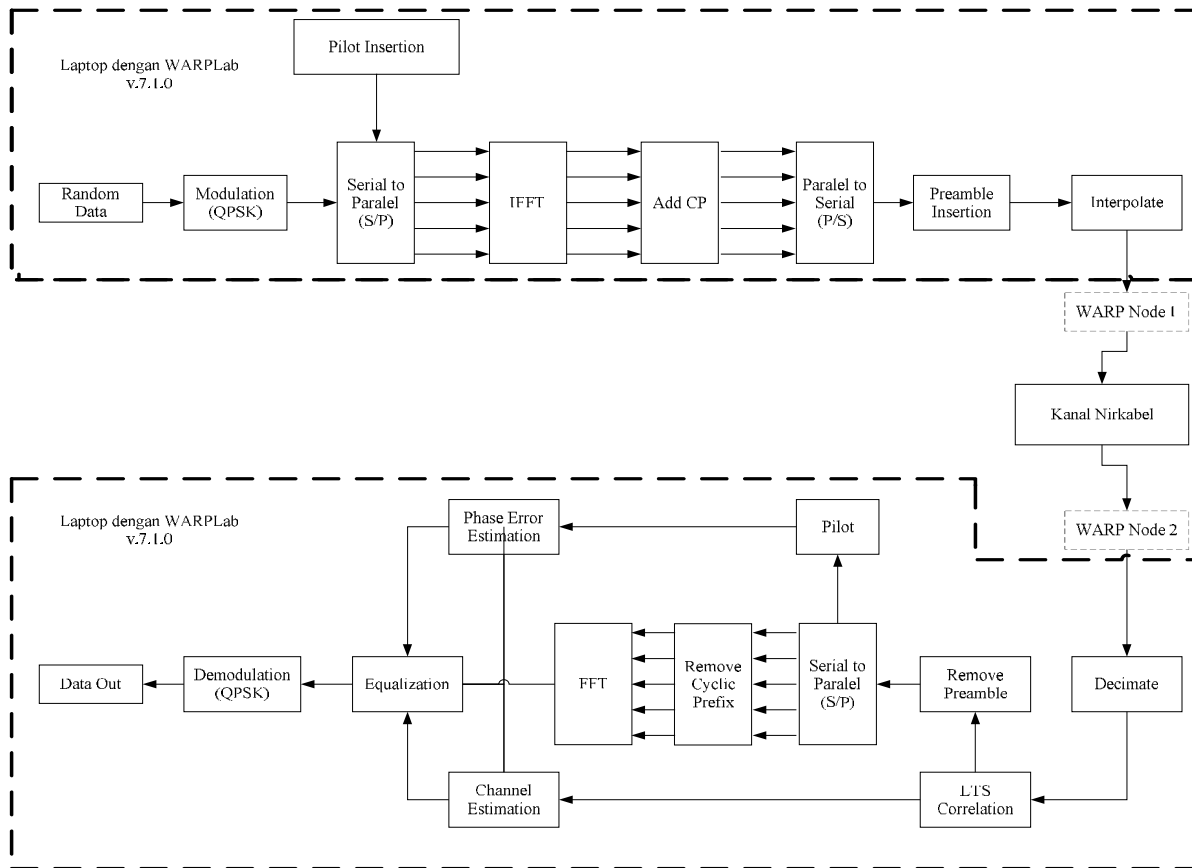 Pilot Insertion
Laptop dengan WARPLab
v.7.1.0
Random
Data
Modulation
(QPSK)
Serial to
Paralel
(S/P)
IFFT
Add CP
Paralel to
Serial
(P/S)
Preamble
Insertion
Interpolate
WARP Node 1
Kanal Nirkabel
WARP Node 2
Laptop dengan WARPLab
v.7.1.0
Phase Error
Estimation
Pilot
Data Out
Demodulation
(QPSK)
Equalization
FFT
Remove
Cyclic
Prefix
Serial to
Paralel
(S/P)
Remove
Preamble
Decimate
Channel
Estimation
LTS
Correlation